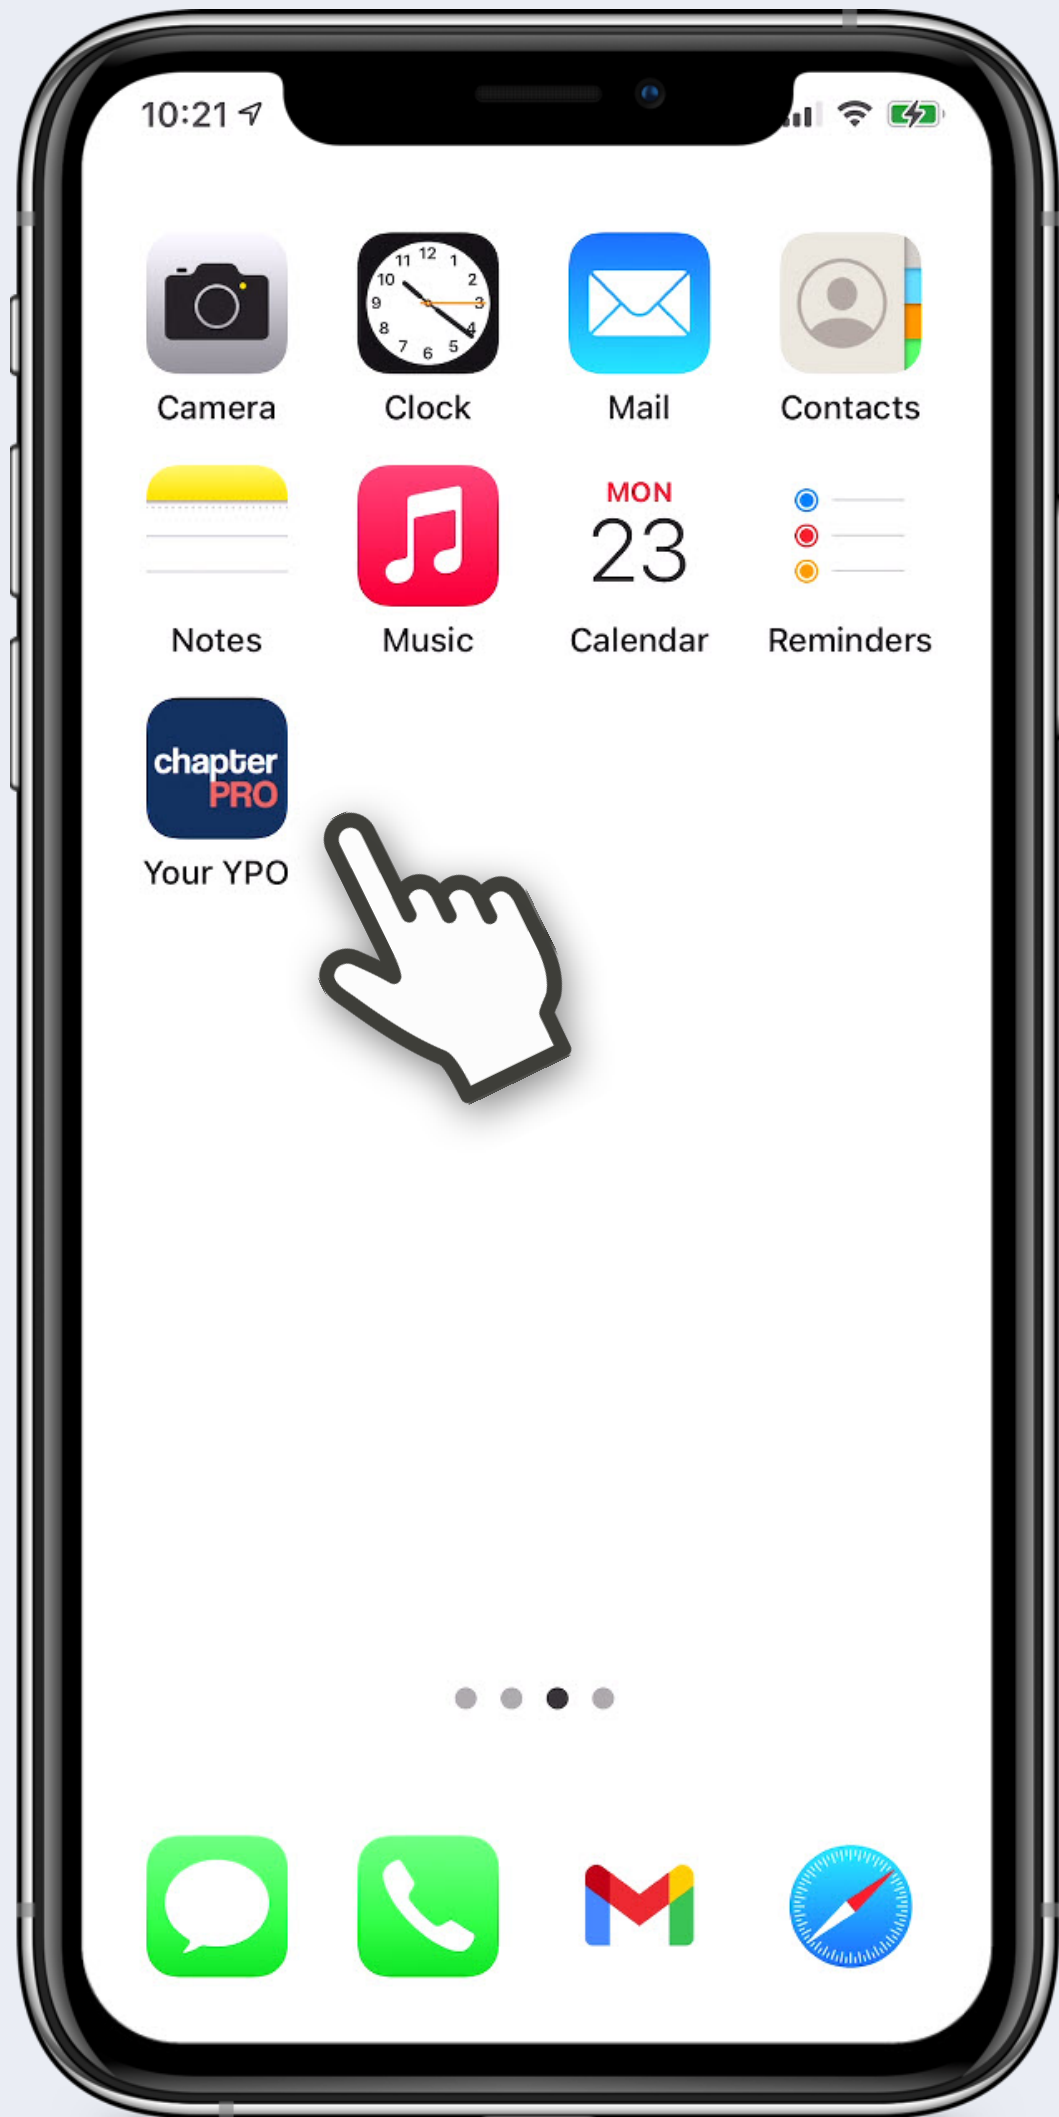 10:21
12
11 1
10 2
9 3
8 4
7 6 5
Camera Clock Mail Contacts
MON
23
Notes Music Calendar Reminders
chapter
PRO
Your YPO